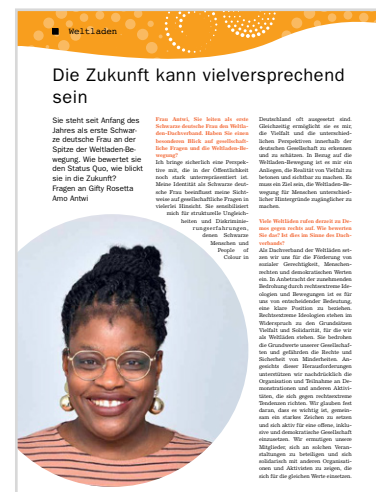 Weltladen
Die Zukunft kann vielversprechend
sein
Sie steht seit Anfang des
Jahres als erste Schwar-
ze deutsche Frau an der
Spitze der Weltladen-Be-
wegung. Wie bewertet sie
den Status Quo, wie blickt
sie in die Zukunft?
Fragen an Gifty Rosetta
Amo Antwi
Frau Antwi, Sie leiten als erste
Schwarze deutsche Frau den Weltla-
den-Dachverband. Haben Sie einen
besonderen Blick auf gesellschaft-
liche Fragen und die Weltladen-Be-
wegung?
Ich bringe sicherlich eine Perspek-
tive mit, die in der Öffentlichkeit
noch stark unterrepräsentiert ist.
Meine Identität als Schwarze deut-
sche Frau beeinflusst meine Sicht-
weise auf gesellschaftliche Fragen in
vielerlei Hinsicht. Sie sensibilisiert
mich für strukturelle Ungleich-
heiten und Diskriminie-
rungserfahrungen,
denen Schwarze
Menschen und
People of
Colour in
Deutschland oft ausgesetzt sind.
Gleichzeitig ermöglicht sie es mir,
die Vielfalt und die unterschied-
lichen Perspektiven innerhalb der
deutschen Gesellschaft zu erkennen
und zu schätzen. In Bezug auf die
Weltladen-Bewegung ist es mir ein
Anliegen, die Realität von Vielfalt zu
betonen und sichtbar zu machen. Es
muss ein Ziel sein, die Weltladen-Be-
wegung für Menschen unterschied-
licher Hintergründe zugänglicher zu
machen.
Viele Weltläden rufen derzeit zu De-
mos gegen rechts auf. Wie bewerten
Sie das? Ist dies im Sinne des Dach-
verbands?
Als Dachverband der Weltläden set-
zen wir uns für die Förderung von
sozialer Gerechtigkeit, Menschen-
rechten und demokratischen Werten
ein. In Anbetracht der zunehmenden
Bedrohung durch rechtsextreme Ide-
ologien und Bewegungen ist es für
uns von entscheidender Bedeutung,
eine klare Position zu beziehen.
Rechtsextreme Ideologien stehen im
Widerspruch zu den Grundsätzen
Vielfalt und Solidarität, für die wir
als Weltläden stehen. Sie bedrohen
die Grundwerte unserer Gesellschaf-
ten und gefährden die Rechte und
Sicherheit von Minderheiten. An-
gesichts dieser Herausforderungen
unterstützen wir nachdrücklich die
Organisation und Teilnahme an De-
monstrationen und anderen Aktivi-
täten, die sich gegen rechtsextreme
Tendenzen richten. Wir glauben fest
daran, dass es wichtig ist, gemein-
sam ein starkes Zeichen zu setzen
und sich aktiv für eine offene, inklu-
sive und demokratische Gesellschaft
einzusetzen. Wir ermutigen unsere
Mitglieder, sich an solchen Veran-
staltungen zu beteiligen und sich
solidarisch mit anderen Organisati-
onen und Aktivisten zu zeigen, die
sich für die gleichen Werte einsetzen.